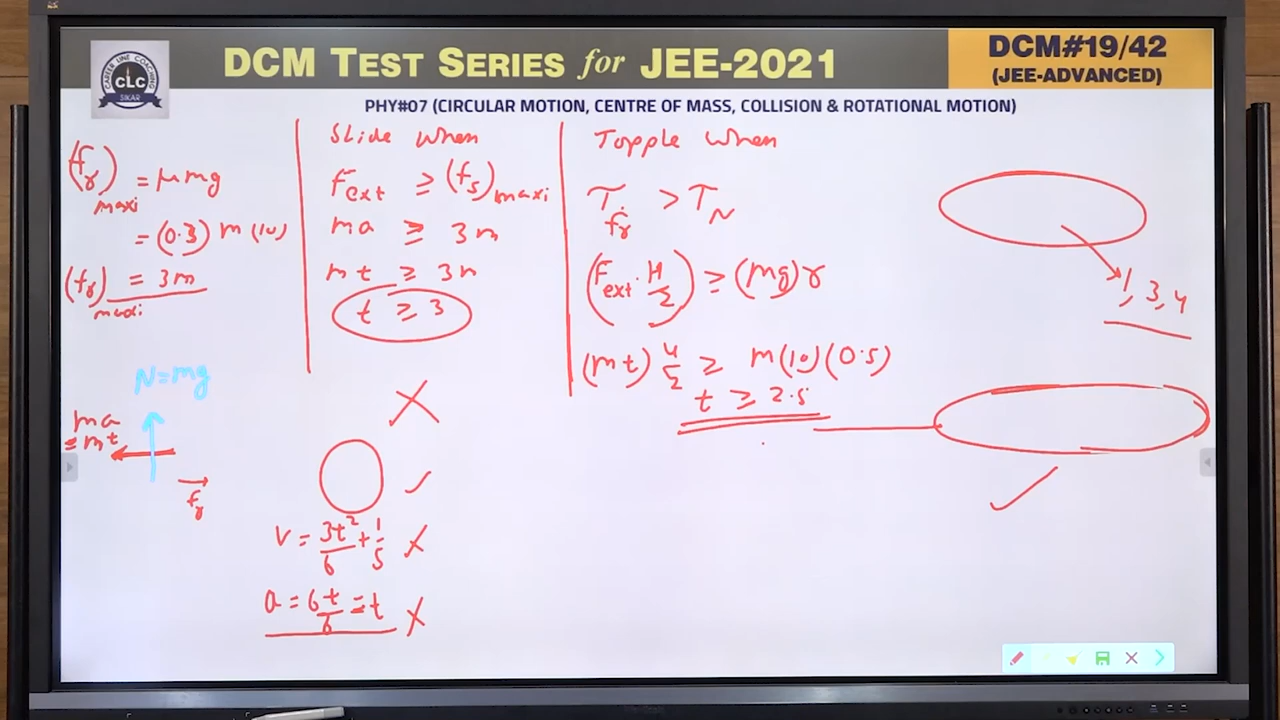 CAREER LINE COACHING
CLC
SIKAR
DCM TEST SERIES for JEE-2021
DCM#19/42
(JEE-ADVANCED)
PHY#07 (CIRCULAR MOTION, CENTRE OF MASS, COLLISION & ROTATIONAL MOTION)
(fr)maxi = μmg
= (0.3) m (10)
(fr)maxi = 3m
N=mg
ma
= mt
fr
Slide when
Fext ≥ (fs)maxi
ma ≥ 3m
mt ≥ 3m
t ≥ 3
v = 3t²/6 + 1/5
a = 6t/6 = t
Topple when
τfr > τN
(Fext · H/2) ≥ (mg)r
(mt) 4/2 ≥ m(10)(0.5)
t ≥ 2.5
1, 3, 4